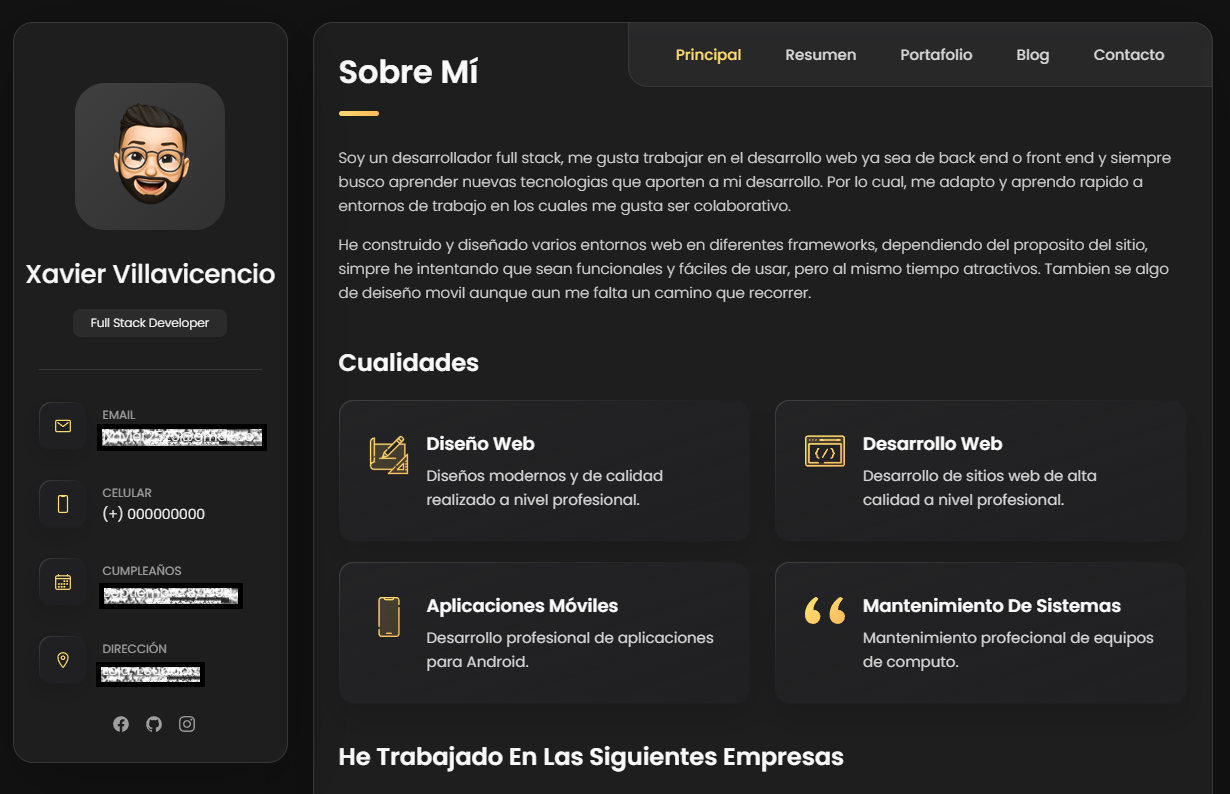 Xavier Villavicencio
Full Stack Developer
EMAIL
CELULAR
(+) 000000000
CUMPLEAÑOS
DIRECCIÓN
Principal Resumen Portafolio Blog Contacto
Sobre Mí
Soy un desarrollador full stack, me gusta trabajar en el desarrollo web ya sea de back end o front end y siempre
busco aprender nuevas tecnologias que aporten a mi desarrollo. Por lo cual, me adapto y aprendo rapido a
entornos de trabajo en los cuales me gusta ser colaborativo.
He construido y diseñado varios entornos web en diferentes frameworks, dependiendo del proposito del sitio,
simpre he intentando que sean funcionales y fáciles de usar, pero al mismo tiempo atractivos. Tambien se algo
de deiseño movil aunque aun me falta un camino que recorrer.
Cualidades
Diseño Web
Diseños modernos y de calidad
realizado a nivel profesional.
Desarrollo Web
Desarrollo de sitios web de alta
calidad a nivel profesional.
Aplicaciones Móviles
Desarrollo profesional de aplicaciones
para Android.
Mantenimiento De Sistemas
Mantenimiento profecional de equipos
de computo.
He Trabajado En Las Siguientes Empresas